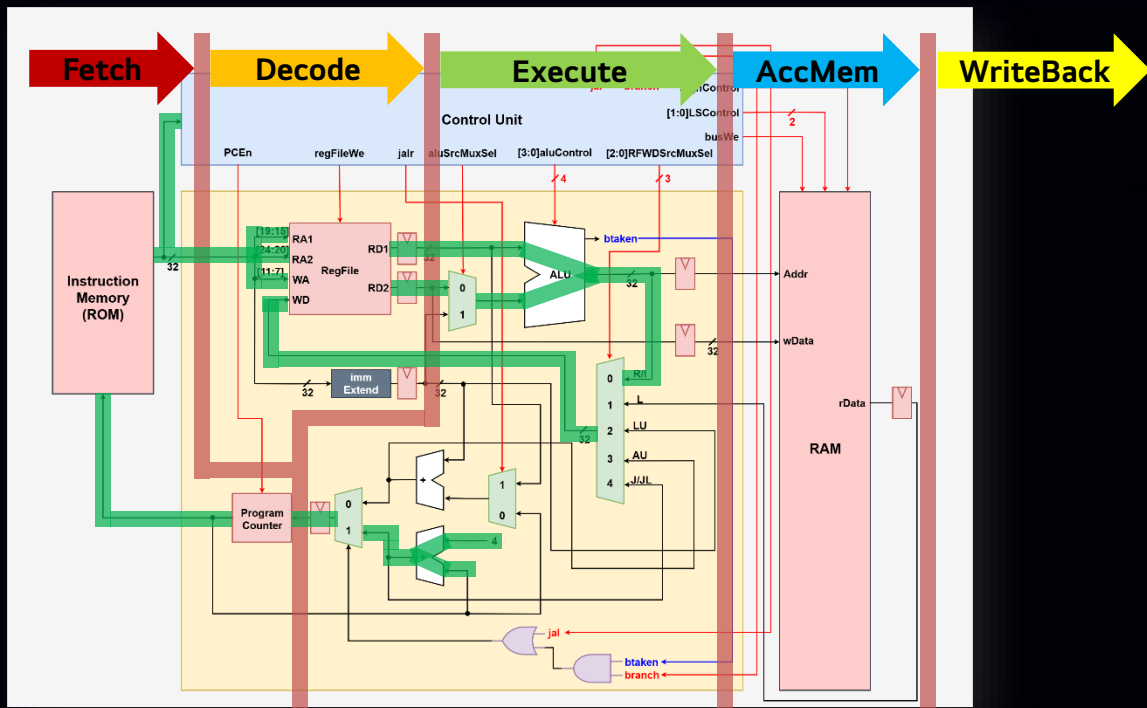 Fetch
Decode
Execute
AccMem
WriteBack
Control Unit
[1:0]LSControl
2
busWe
PCEn
regFileWe
jalr
aluSrcMuxSel
[3:0]aluControl
[2:0]RFWDSrcMuxSel
4
3
Instruction
Memory
(ROM)
32
[19:15]
[24:20]
[11:7]
RA1
RA2
WA
WD
RegFile
RD1
RD2
32
0
1
ALU
btaken
32
Addr
wData
32
rData
RAM
imm
Extend
32
32
0
1
2
3
4
R/I
L
LU
AU
J/JL
32
Program
Counter
0
1
+
1
0
4
jal
btaken
branch